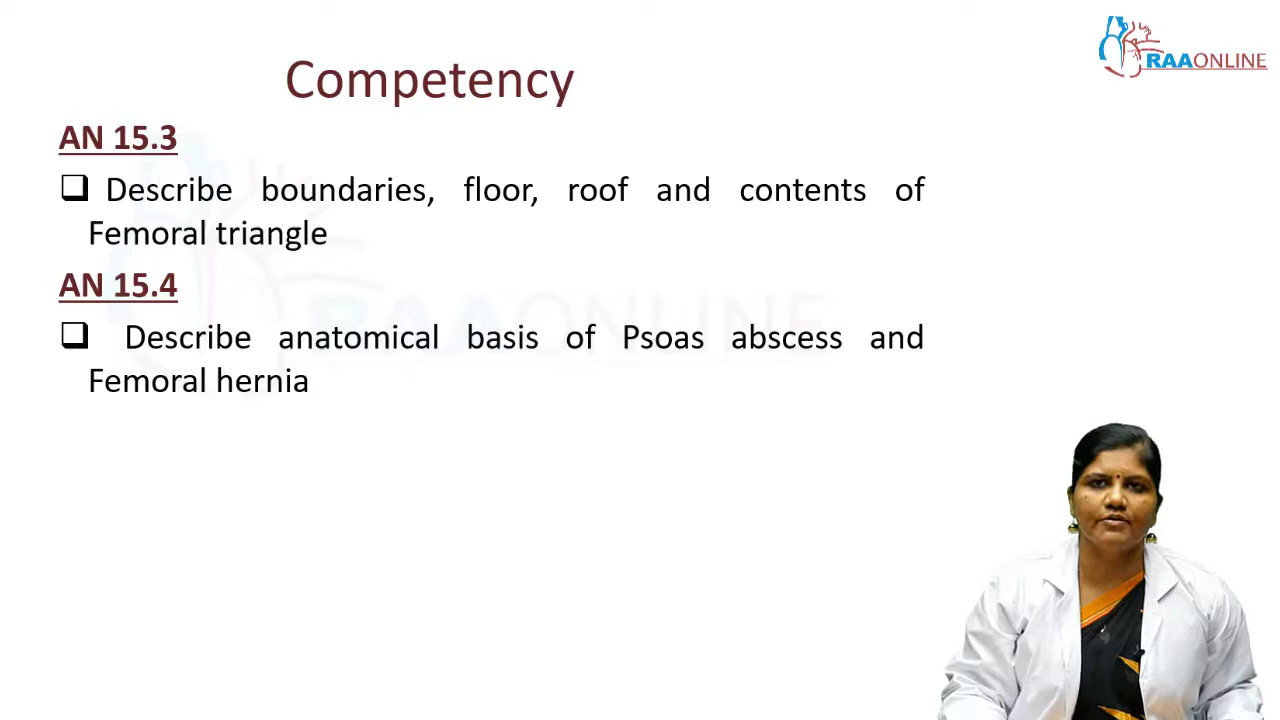 RAAONLINE
Competency
AN 15.3
Describe boundaries, floor, roof and contents of
Femoral triangle
AN 15.4
Describe anatomical basis of Psoas abscess and
Femoral hernia
RAAONLINE